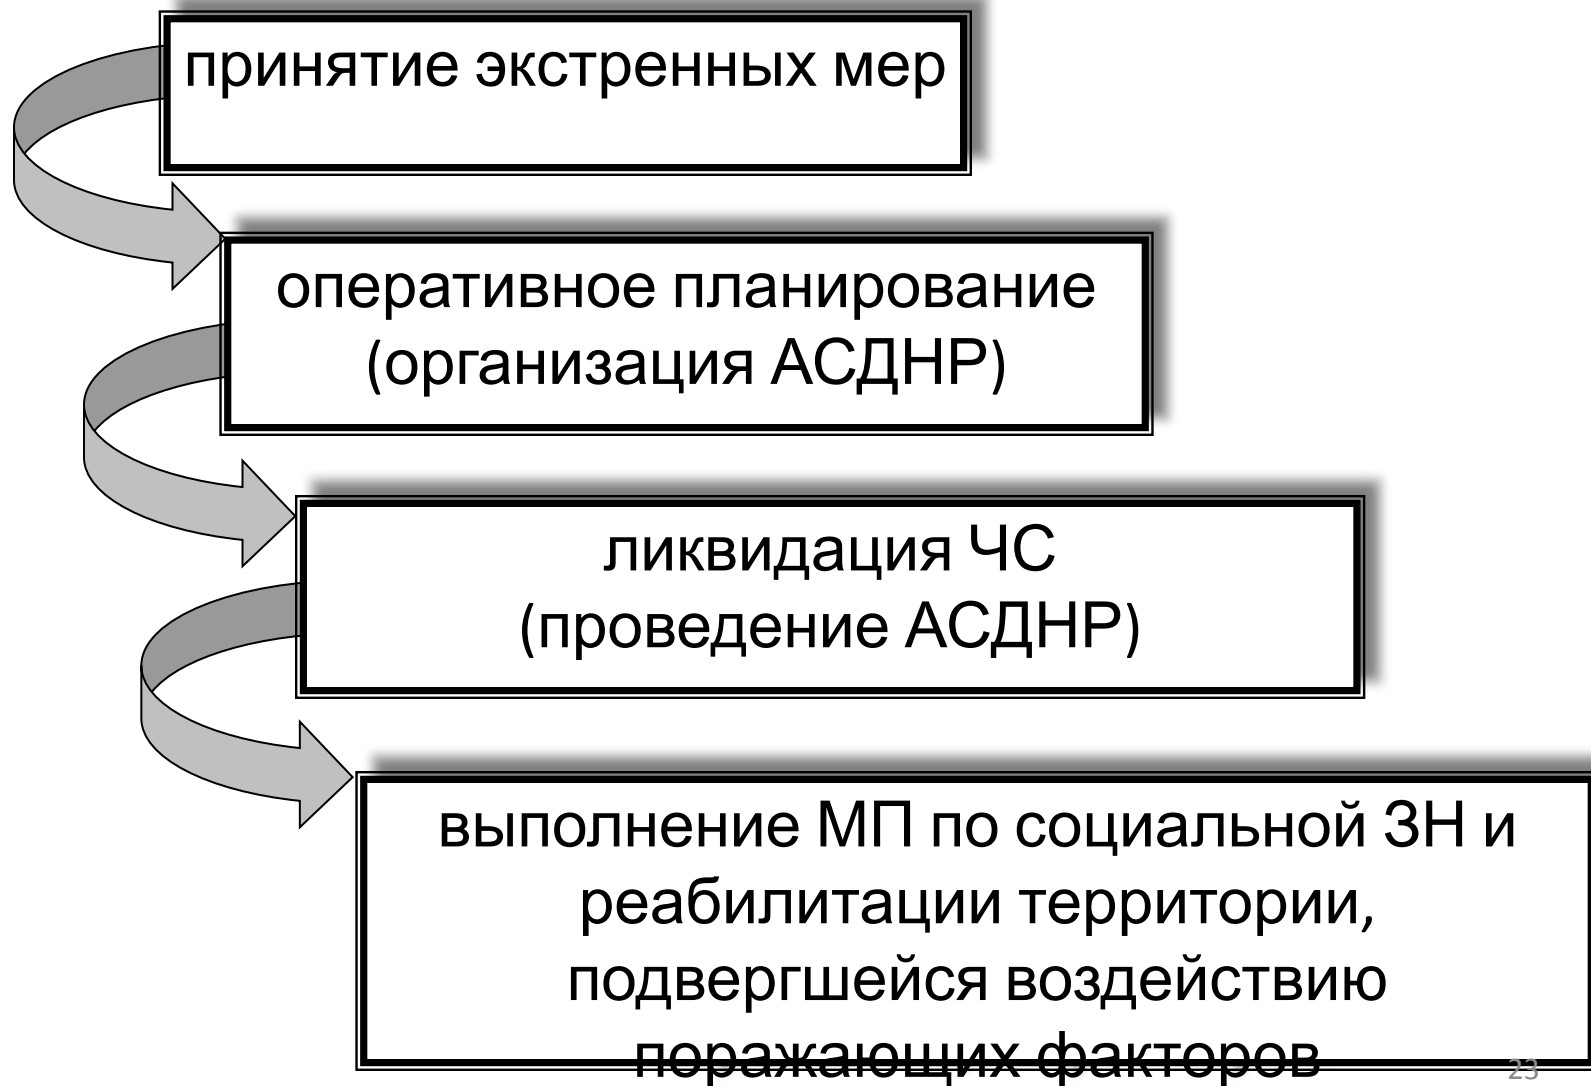 принятие экстренных мер
оперативное планирование
(организация АСДНР)
ликвидация ЧС
(проведение АСДНР)
выполнение МП по социальной ЗН и
реабилитации территории,
подвергшейся воздействию
поражающих факторов
23